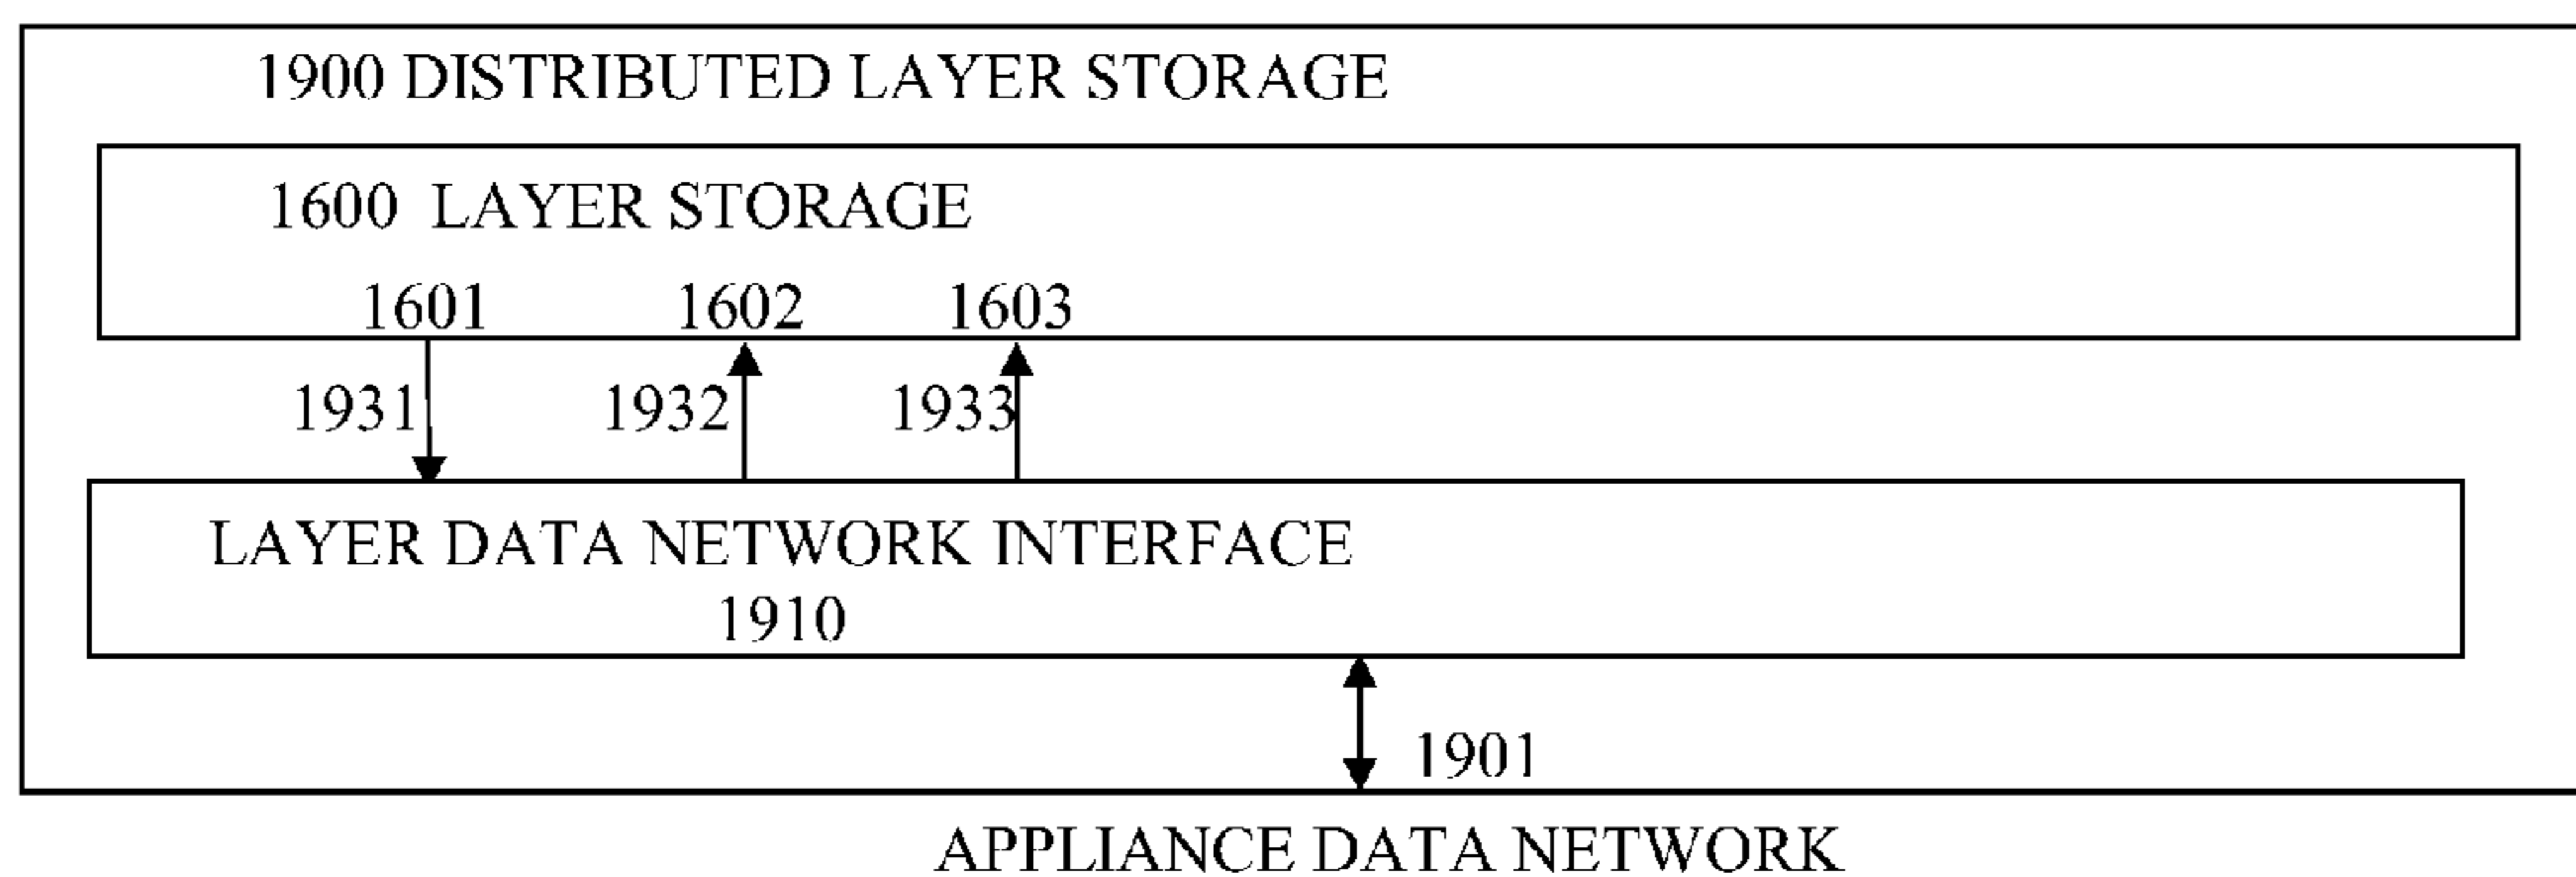 1900 DISTRIBUTED LAYER STORAGE
1600 LAYER STORAGE
1601 1602 1603
1931 1932 1933
LAYER DATA NETWORK INTERFACE
1910
1901
APPLIANCE DATA NETWORK